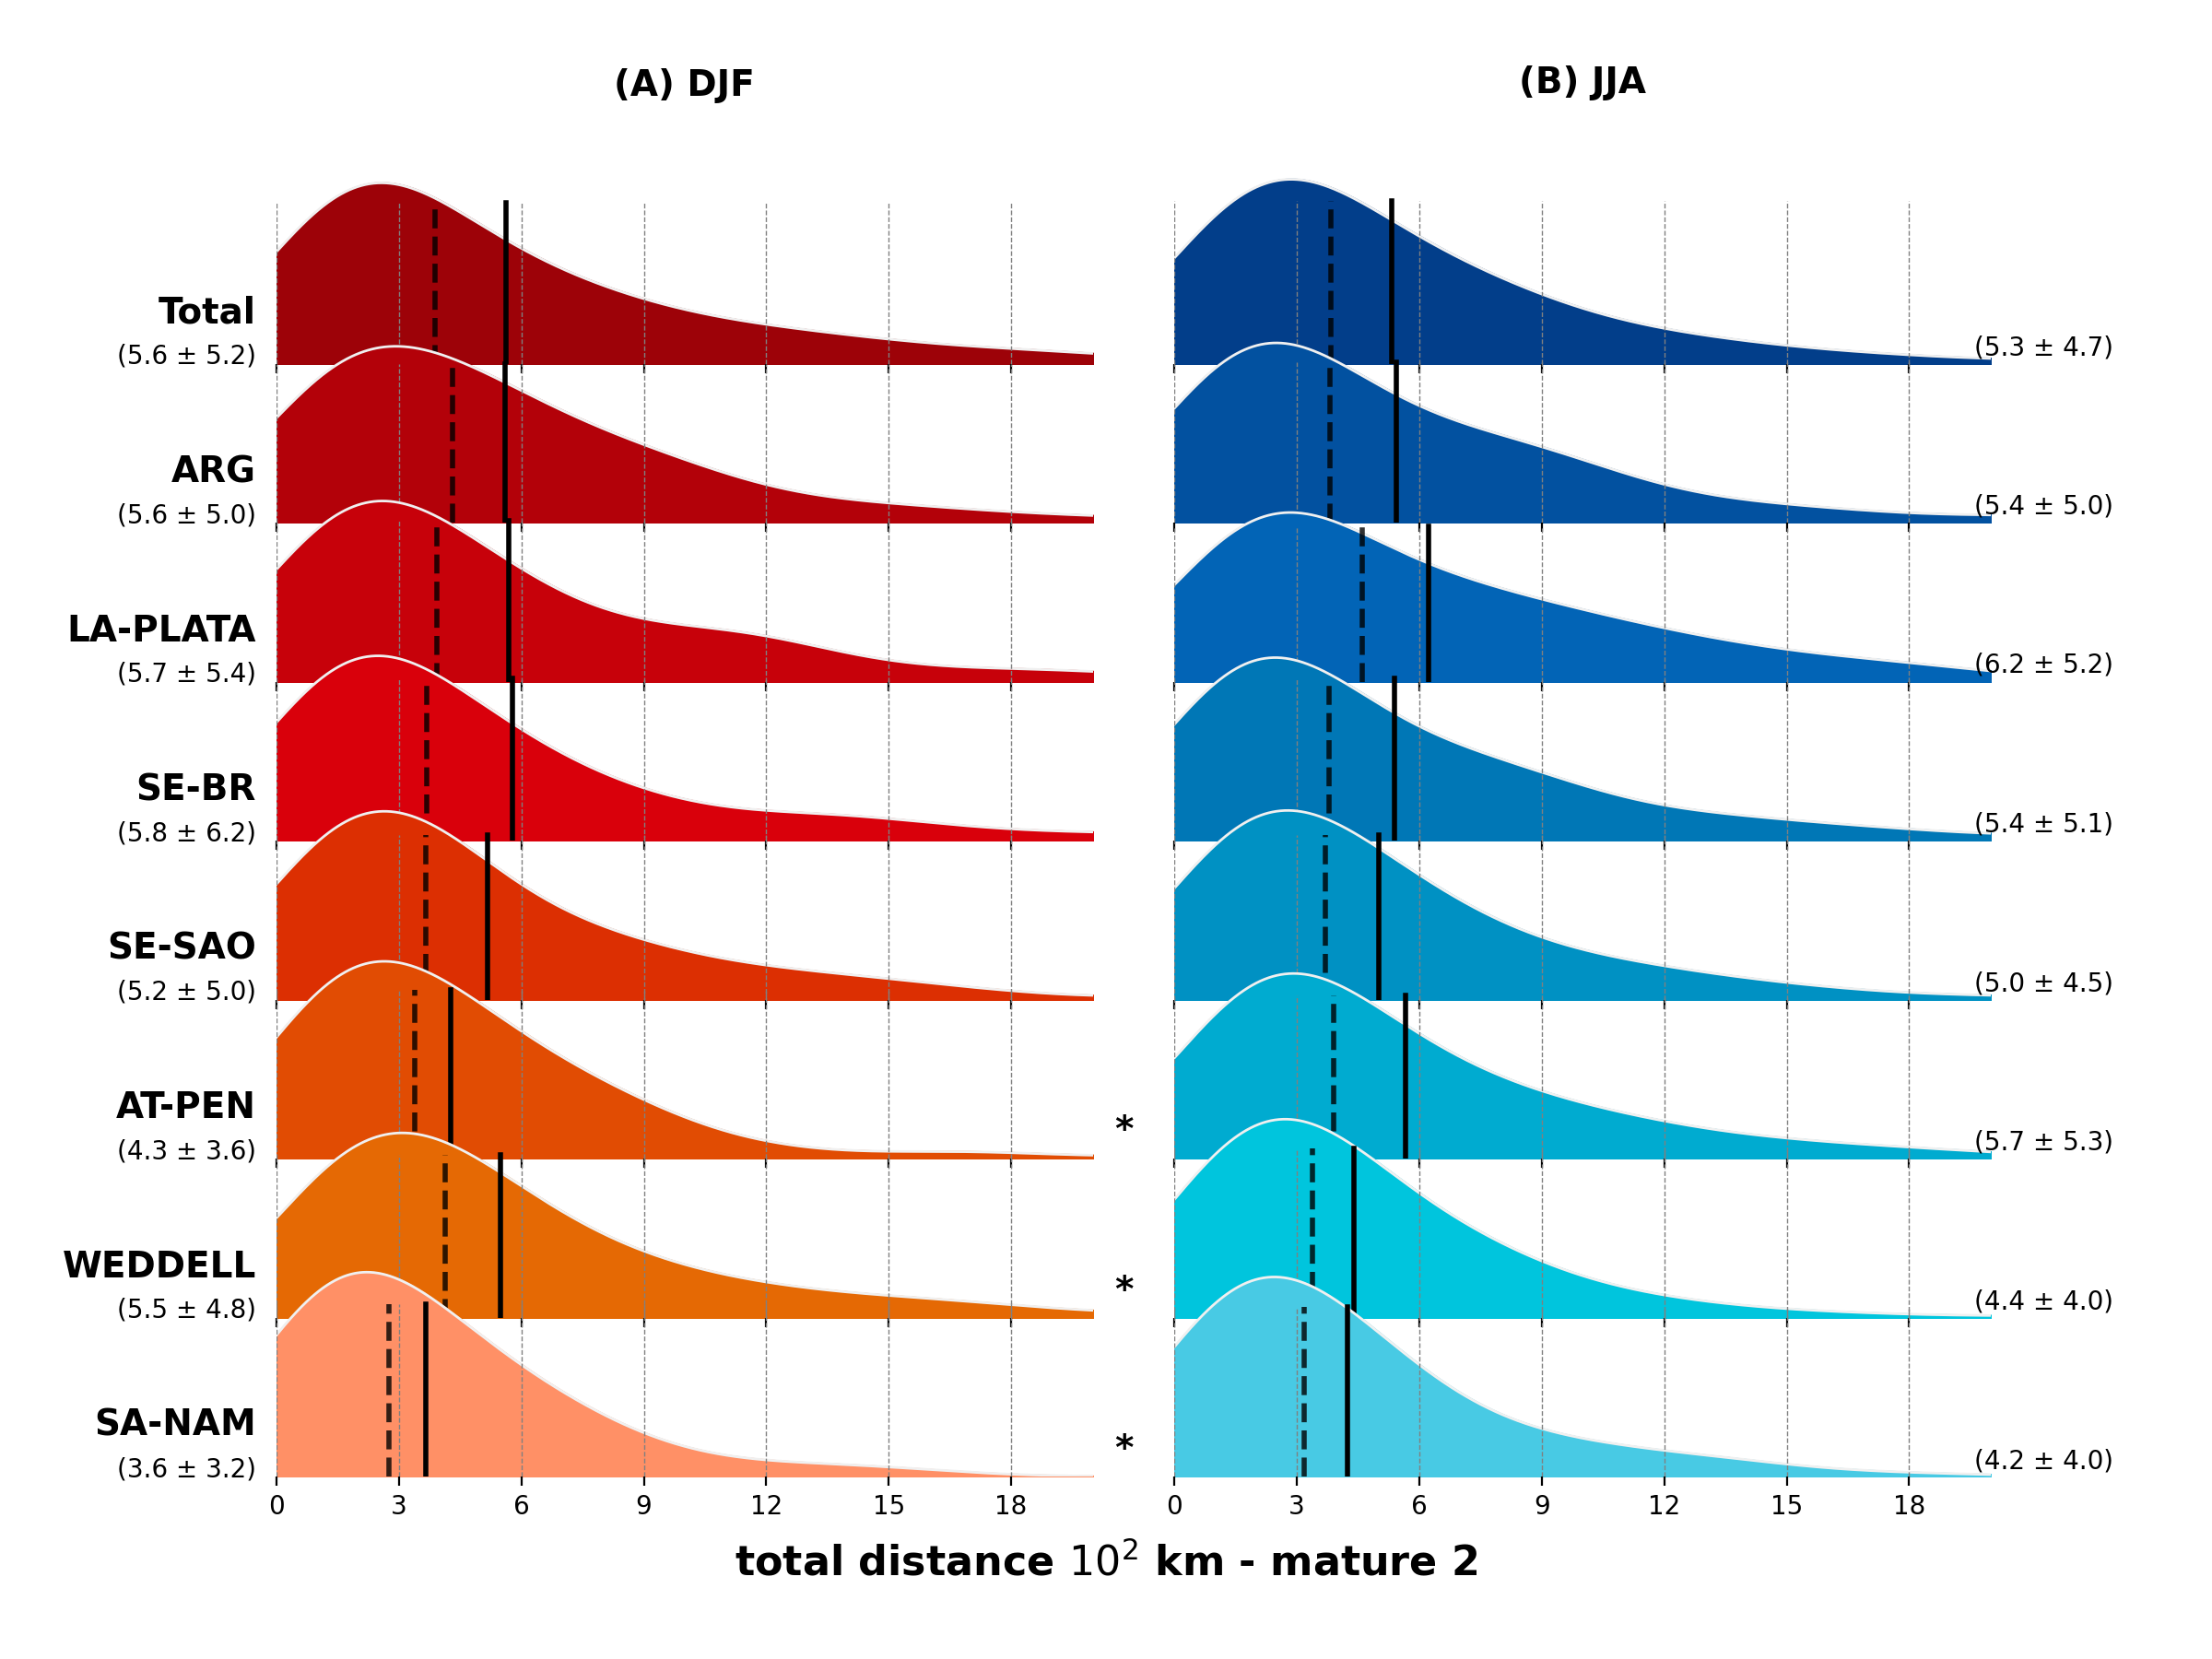 (A) DJF
(B) JJA
Total
(5.6 ± 5.2)
(5.3 ± 4.7)
ARG
(5.6 ± 5.0)
(5.4 ± 5.0)
LA-PLATA
(5.7 ± 5.4)
(6.2 ± 5.2)
SE-BR
(5.8 ± 6.2)
(5.4 ± 5.1)
SE-SAO
(5.2 ± 5.0)
(5.0 ± 4.5)
AT-PEN
(4.3 ± 3.6)
*
(5.7 ± 5.3)
WEDDELL
(5.5 ± 4.8)
*
(4.4 ± 4.0)
SA-NAM
(3.6 ± 3.2)
*
(4.2 ± 4.0)
0 3 6 9 12 15 18
0 3 6 9 12 15 18
total distance 10² km - mature 2